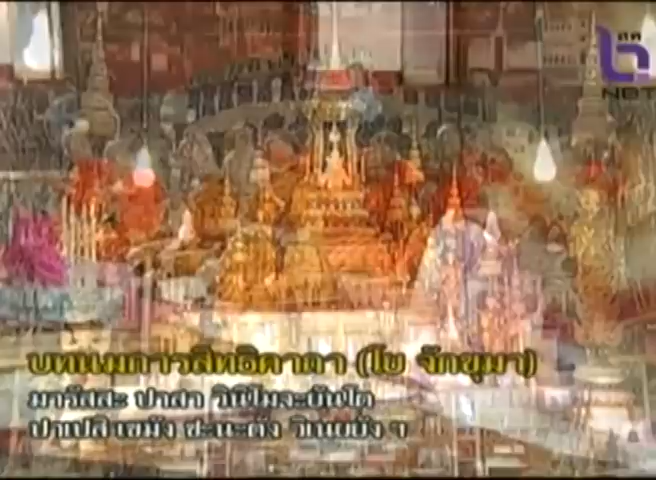 NBT
บทนมการสิทธิคาถา (โย จักขุมา)
มารัสสะ ปาสา วินิโมจะยันโต
ปาเปสิ เขมัง ชะนะตัง วิเนยยัง ฯ